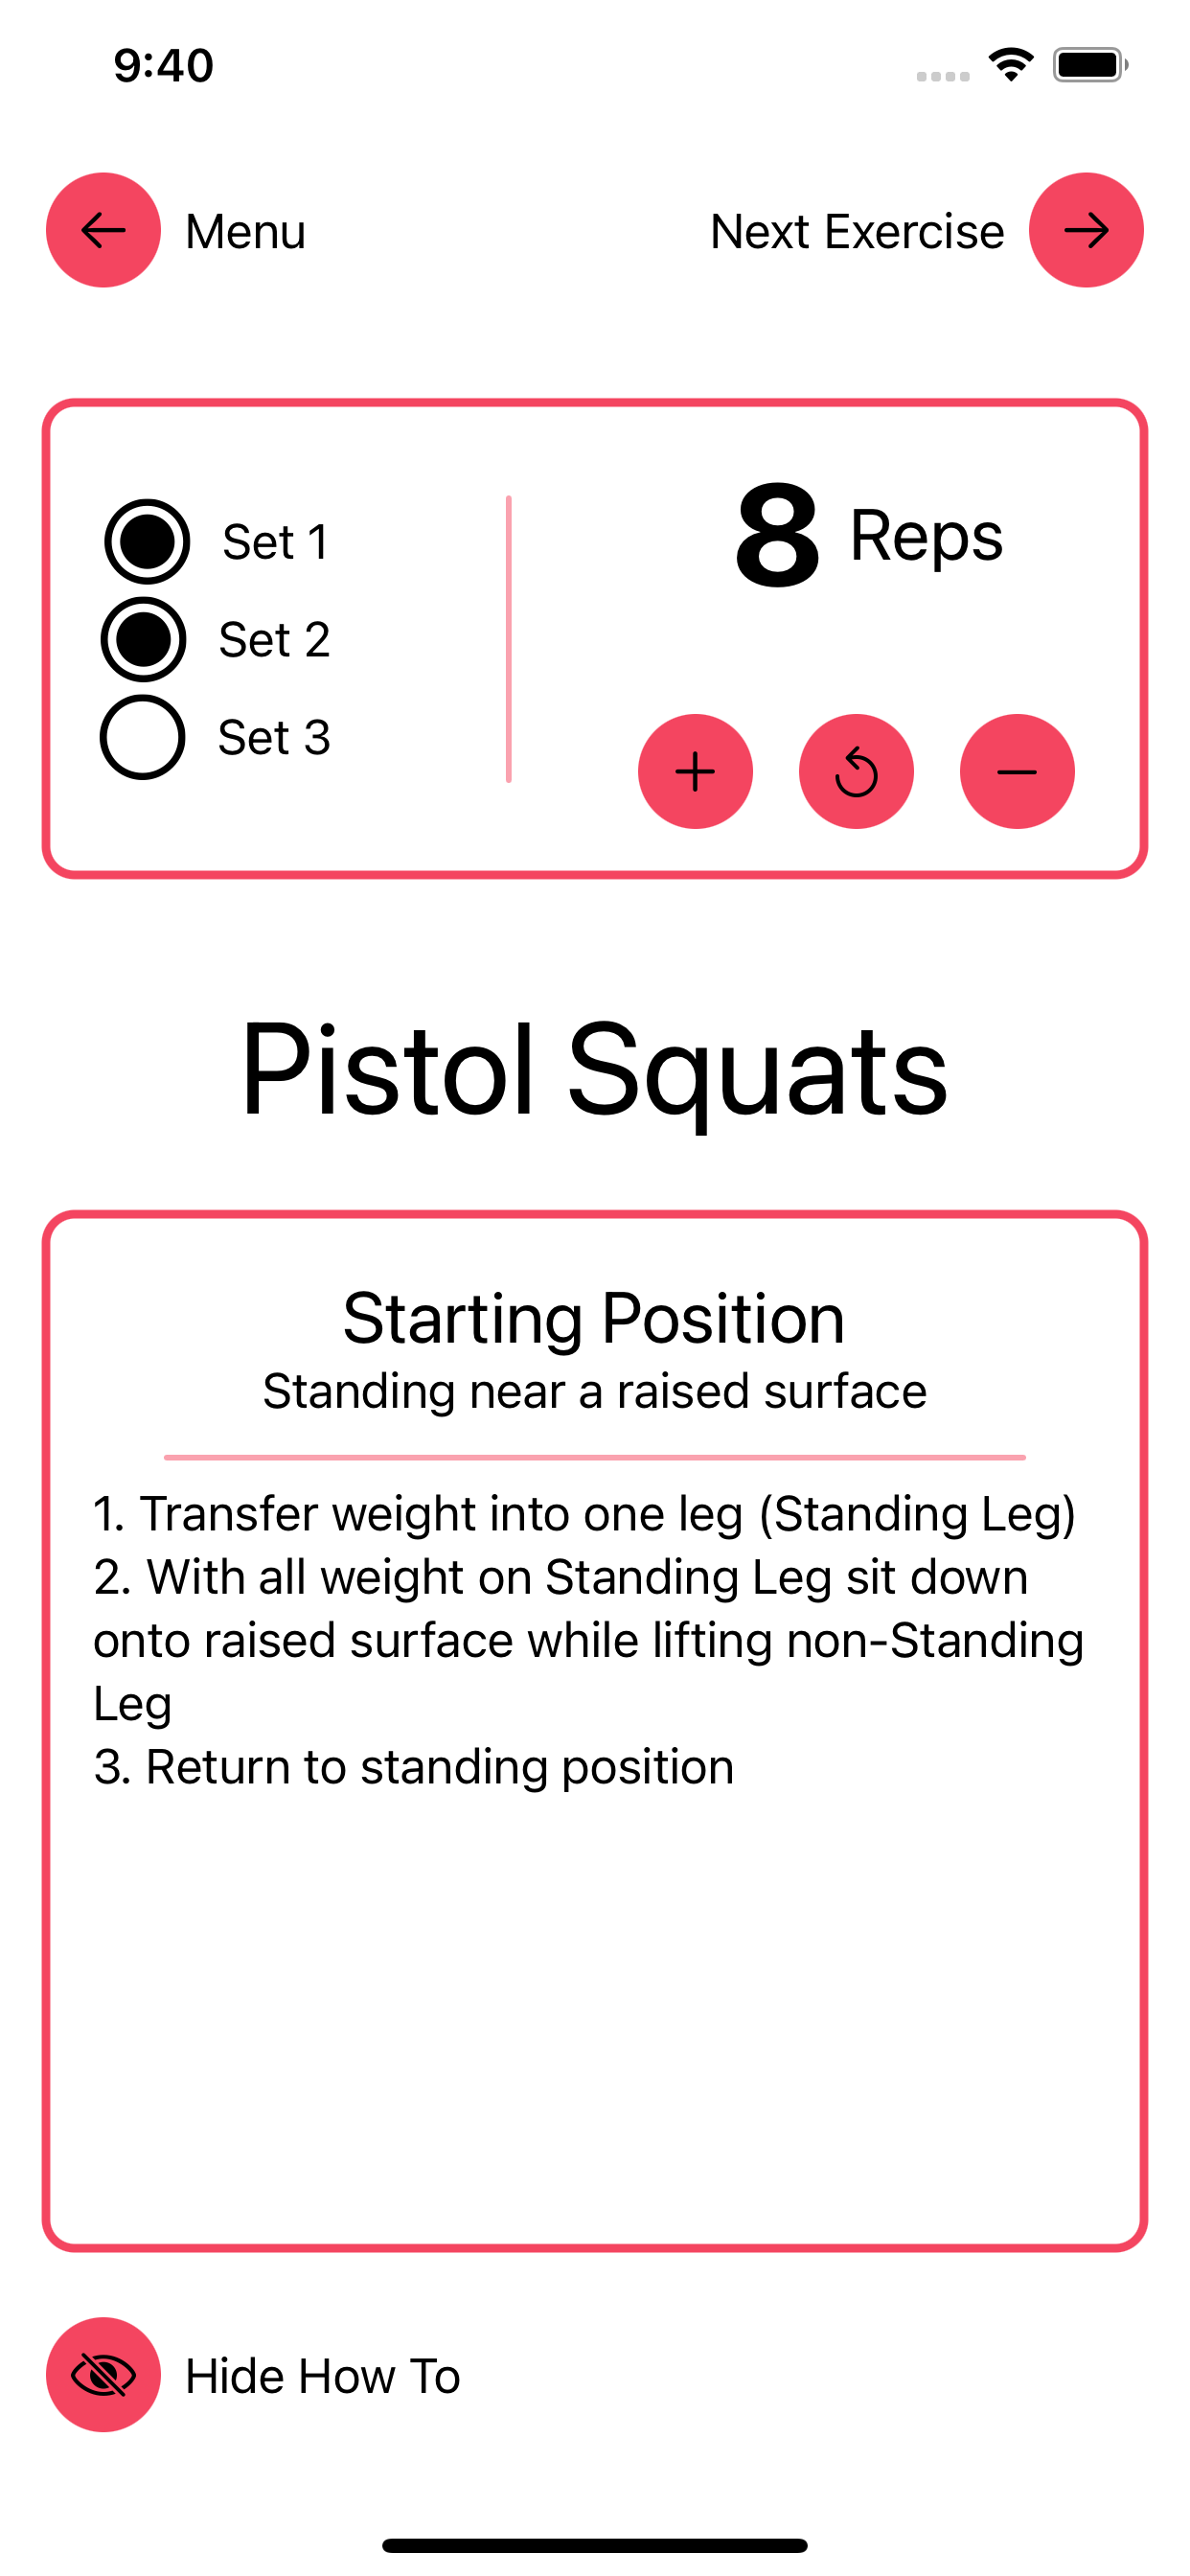 9:40
Menu
Next Exercise
Set 1
Set 2
Set 3
8 Reps
Pistol Squats
Starting Position
Standing near a raised surface
1. Transfer weight into one leg (Standing Leg)
2. With all weight on Standing Leg sit down
onto raised surface while lifting non-Standing
Leg
3. Return to standing position
Hide How To